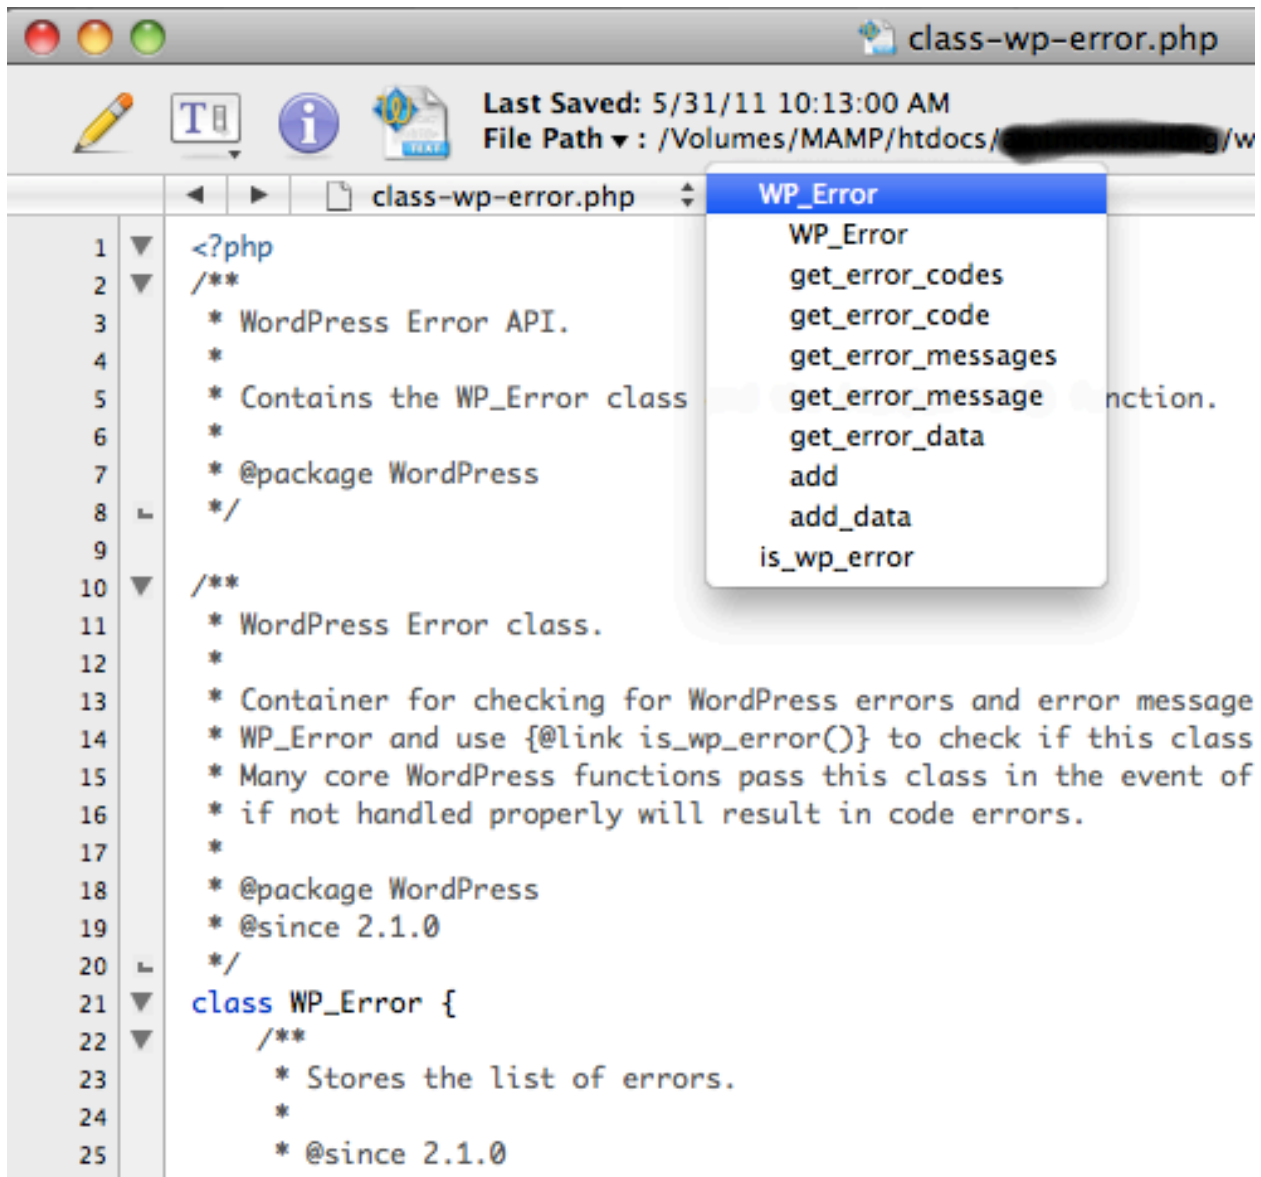 class-wp-error.php
Last Saved: 5/31/11 10:13:00 AM
File Path ▾ : /Volumes/MAMP/htdocs/ /w
class-wp-error.php
WP_Error
WP_Error
get_error_codes
get_error_code
get_error_messages
get_error_message
get_error_data
add
add_data
is_wp_error
1 <?php
2 /**
3 * WordPress Error API.
4 *
5 * Contains the WP_Error class nction.
6 *
7 * @package WordPress
8 */
9
10 /**
11 * WordPress Error class.
12 *
13 * Container for checking for WordPress errors and error message
14 * WP_Error and use {@link is_wp_error()} to check if this class
15 * Many core WordPress functions pass this class in the event of
16 * if not handled properly will result in code errors.
17 *
18 * @package WordPress
19 * @since 2.1.0
20 */
21 class WP_Error {
22 /**
23 * Stores the list of errors.
24 *
25 * @since 2.1.0